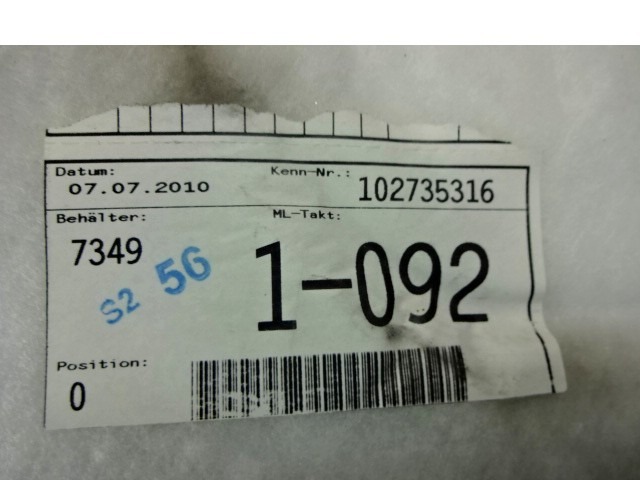 Datum: Kenn-Nr.:
07.07.2010 102735316
Behälter: ML-Takt:
7349 1-092
S2 56
Position:
0